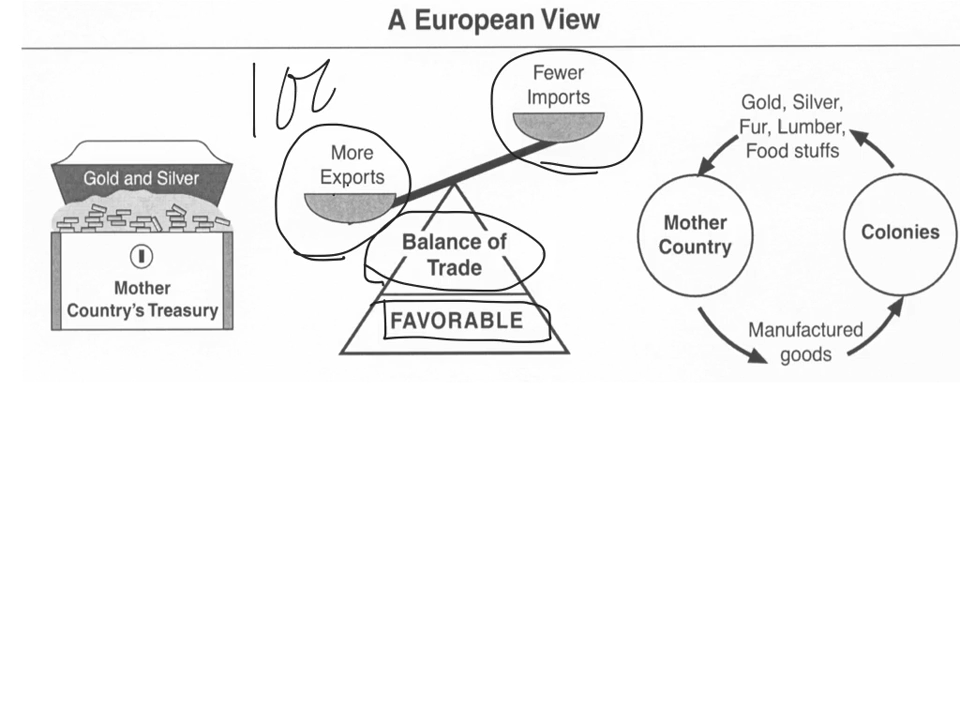 A European View
Gold and Silver
Mother
Country's Treasury
More
Exports
Fewer
Imports
Balance of
Trade
FAVORABLE
Gold, Silver,
Fur, Lumber,
Food stuffs
Mother
Country
Colonies
Manufactured
goods